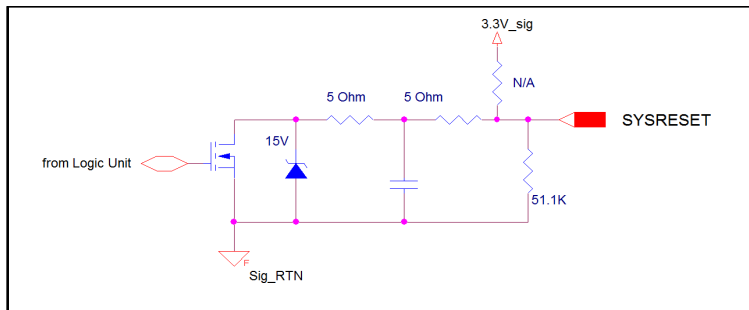 3.3V_sig
N/A
5 Ohm 5 Ohm
SYSRESET
15V
from Logic Unit
51.1K
F
Sig_RTN